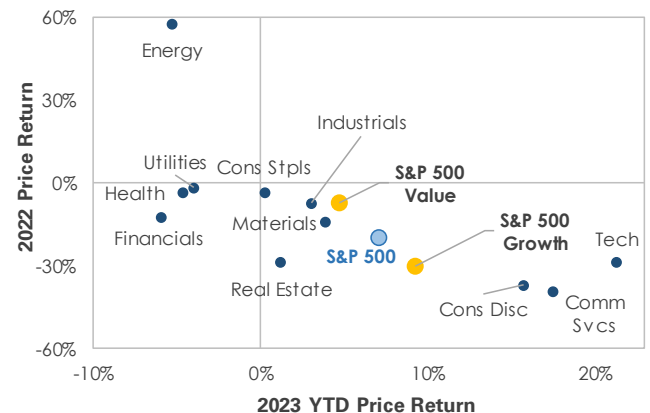 60%
Energy
30%
Industrials
Utilities
Cons Stpls
0%
S&P 500
Value
Health
Materials
S&P 500
Growth
Financials
S&P 500
Tech
-30%
Real Estate
Cons Disc
Comm
Svcs
-60%
-10%
0%
10%
20%
2022 Price Return
2023 YTD Price Return